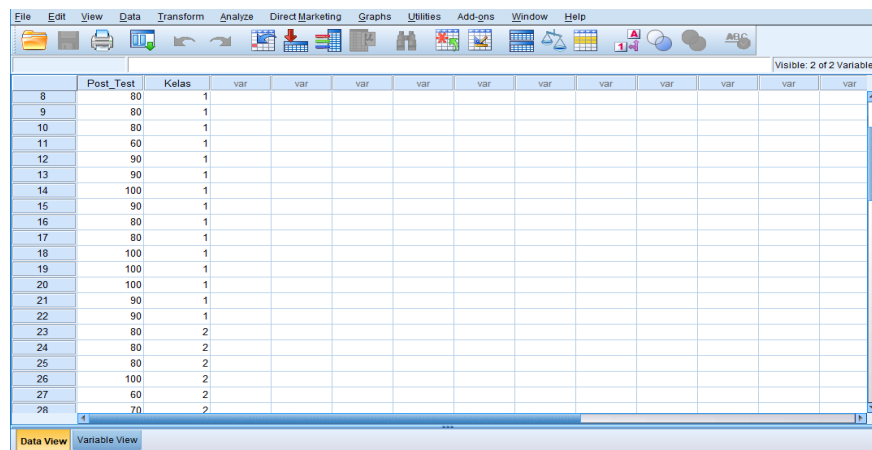 File Edit View Data Transform Analyze Direct Marketing Graphs Utilities Add-ons Window Help
A
1
ABC
Visible: 2 of 2 Variable
Post_Test Kelas var var var var var var var var var var
8 80 1
9 80 1
10 80 1
11 60 1
12 90 1
13 90 1
14 100 1
15 90 1
16 80 1
17 80 1
18 100 1
19 100 1
20 100 1
21 90 1
22 90 1
23 80 2
24 80 2
25 80 2
26 100 2
27 60 2
28 70 2
Data View Variable View